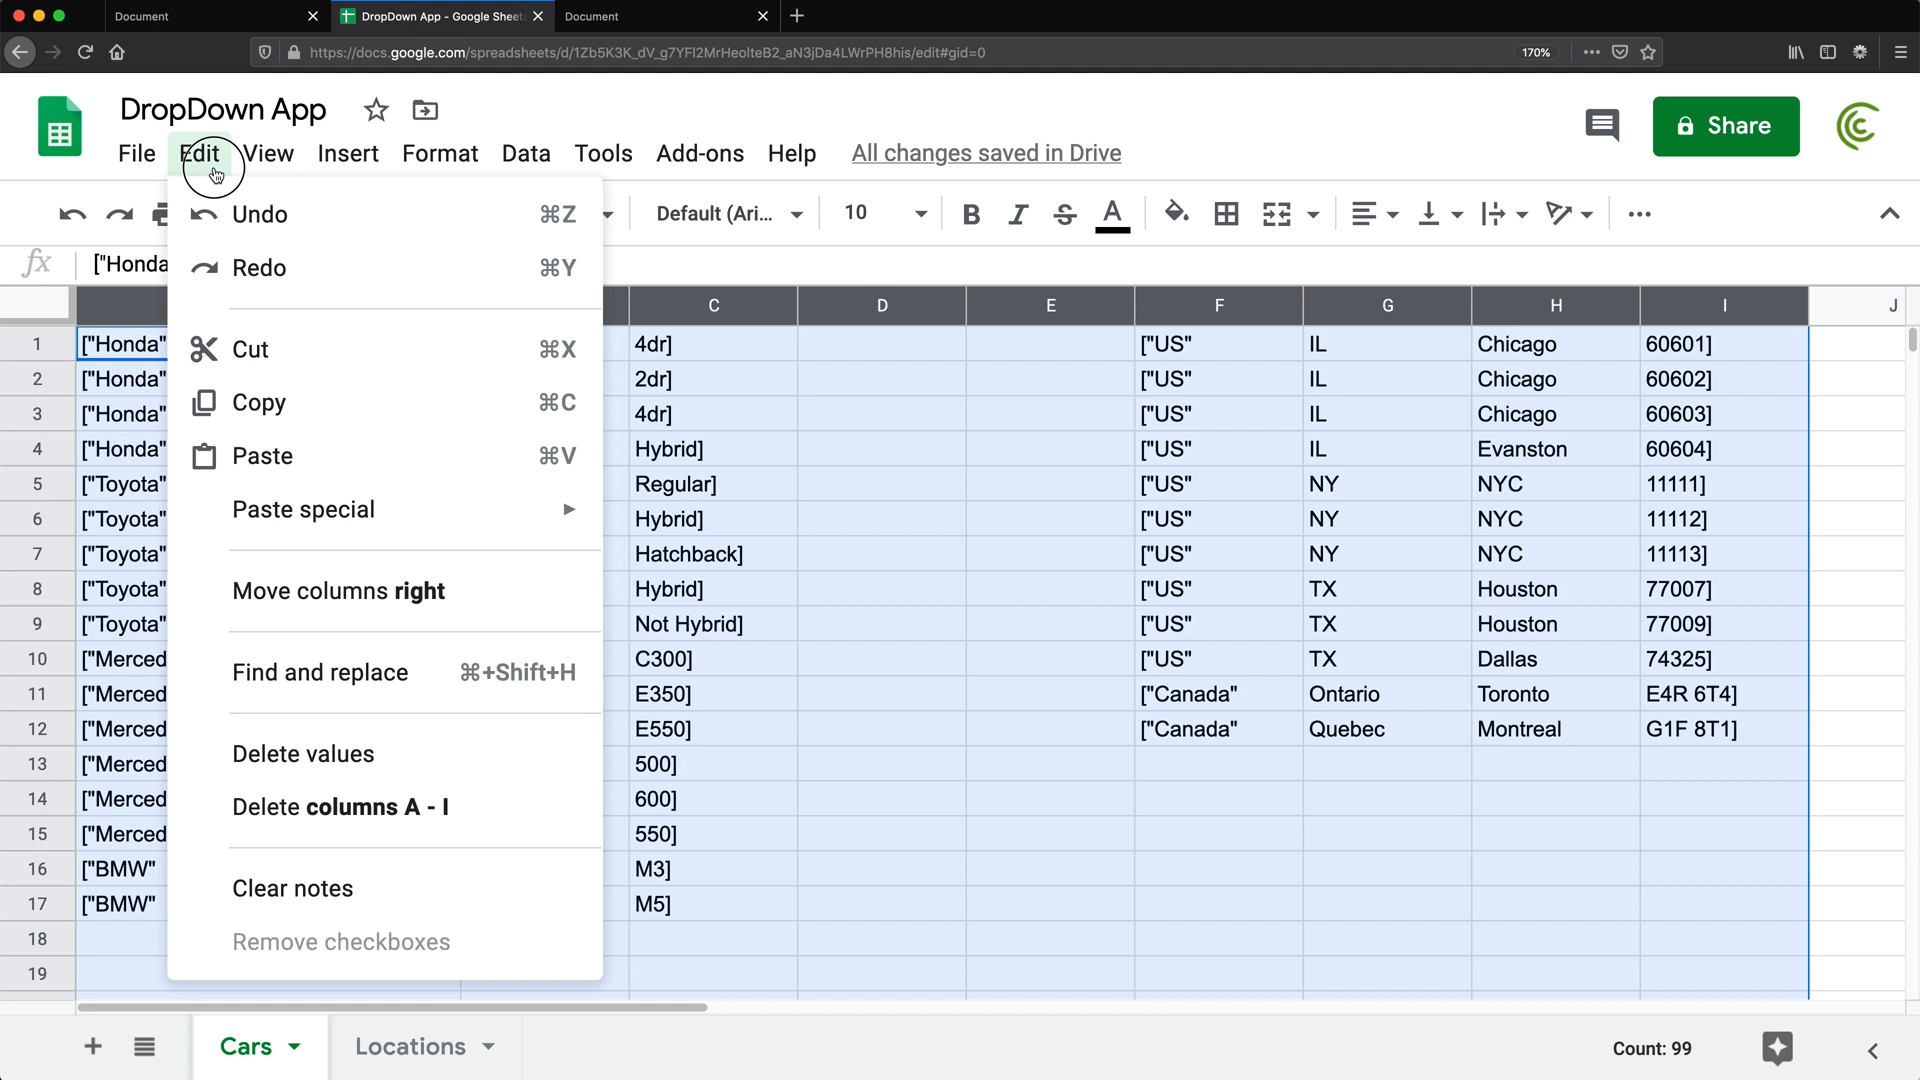 Document
DropDown App - Google Sheets
Document
https://docs.google.com/spreadsheets/d/1Zb5K3K_dV_g7YFI2MrHeolteB2_aN3jDa4LWrPH8his/edit#gid=0
170%
DropDown App
File Edit View Insert Format Data Tools Add-ons Help All changes saved in Drive
Share
Default (Ari... 10 B I S A
fx ["Honda
Undo ⌘Z
Redo ⌘Y
Cut ⌘X
Copy ⌘C
Paste ⌘V
Paste special
Move columns right
Find and replace ⌘+Shift+H
Delete values
Delete columns A - I
Clear notes
Remove checkboxes
C D E F G H I J
1 ["Honda" 4dr] ["US" IL Chicago 60601]
2 ["Honda" 2dr] ["US" IL Chicago 60602]
3 ["Honda" 4dr] ["US" IL Chicago 60603]
4 ["Honda" Hybrid] ["US" IL Evanston 60604]
5 ["Toyota" Regular] ["US" NY NYC 11111]
6 ["Toyota" Hybrid] ["US" NY NYC 11112]
7 ["Toyota" Hatchback] ["US" NY NYC 11113]
8 ["Toyota" Hybrid] ["US" TX Houston 77007]
9 ["Toyota" Not Hybrid] ["US" TX Houston 77009]
10 ["Merced C300] ["US" TX Dallas 74325]
11 ["Merced E350] ["Canada" Ontario Toronto E4R 6T4]
12 ["Merced E550] ["Canada" Quebec Montreal G1F 8T1]
13 ["Merced 500]
14 ["Merced 600]
15 ["Merced 550]
16 ["BMW" M3]
17 ["BMW" M5]
18
19
Cars Locations Count: 99